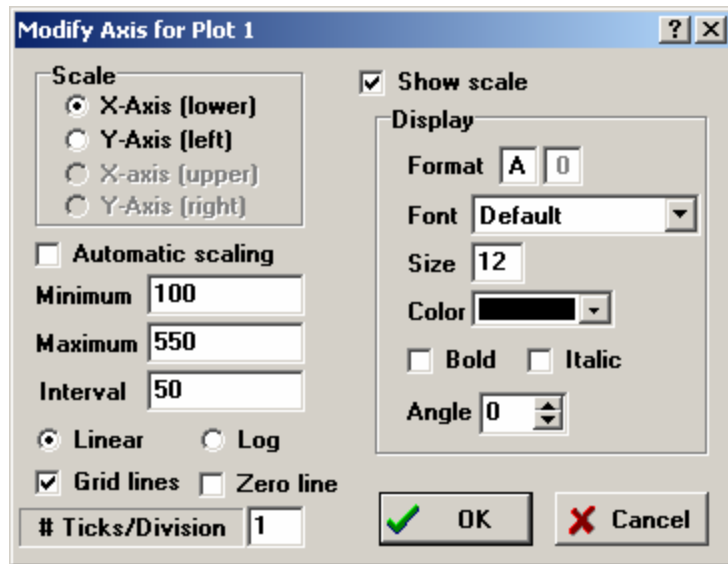 Modify Axis for Plot 1
Scale
X-Axis (lower)
Y-Axis (left)
X-axis (upper)
Y-Axis (right)
Automatic scaling
Minimum 100
Maximum 550
Interval 50
Linear Log
Grid lines Zero line
# Ticks/Division 1
Show scale
Display
Format A 0
Font Default
Size 12
Color
Bold Italic
Angle 0
OK Cancel